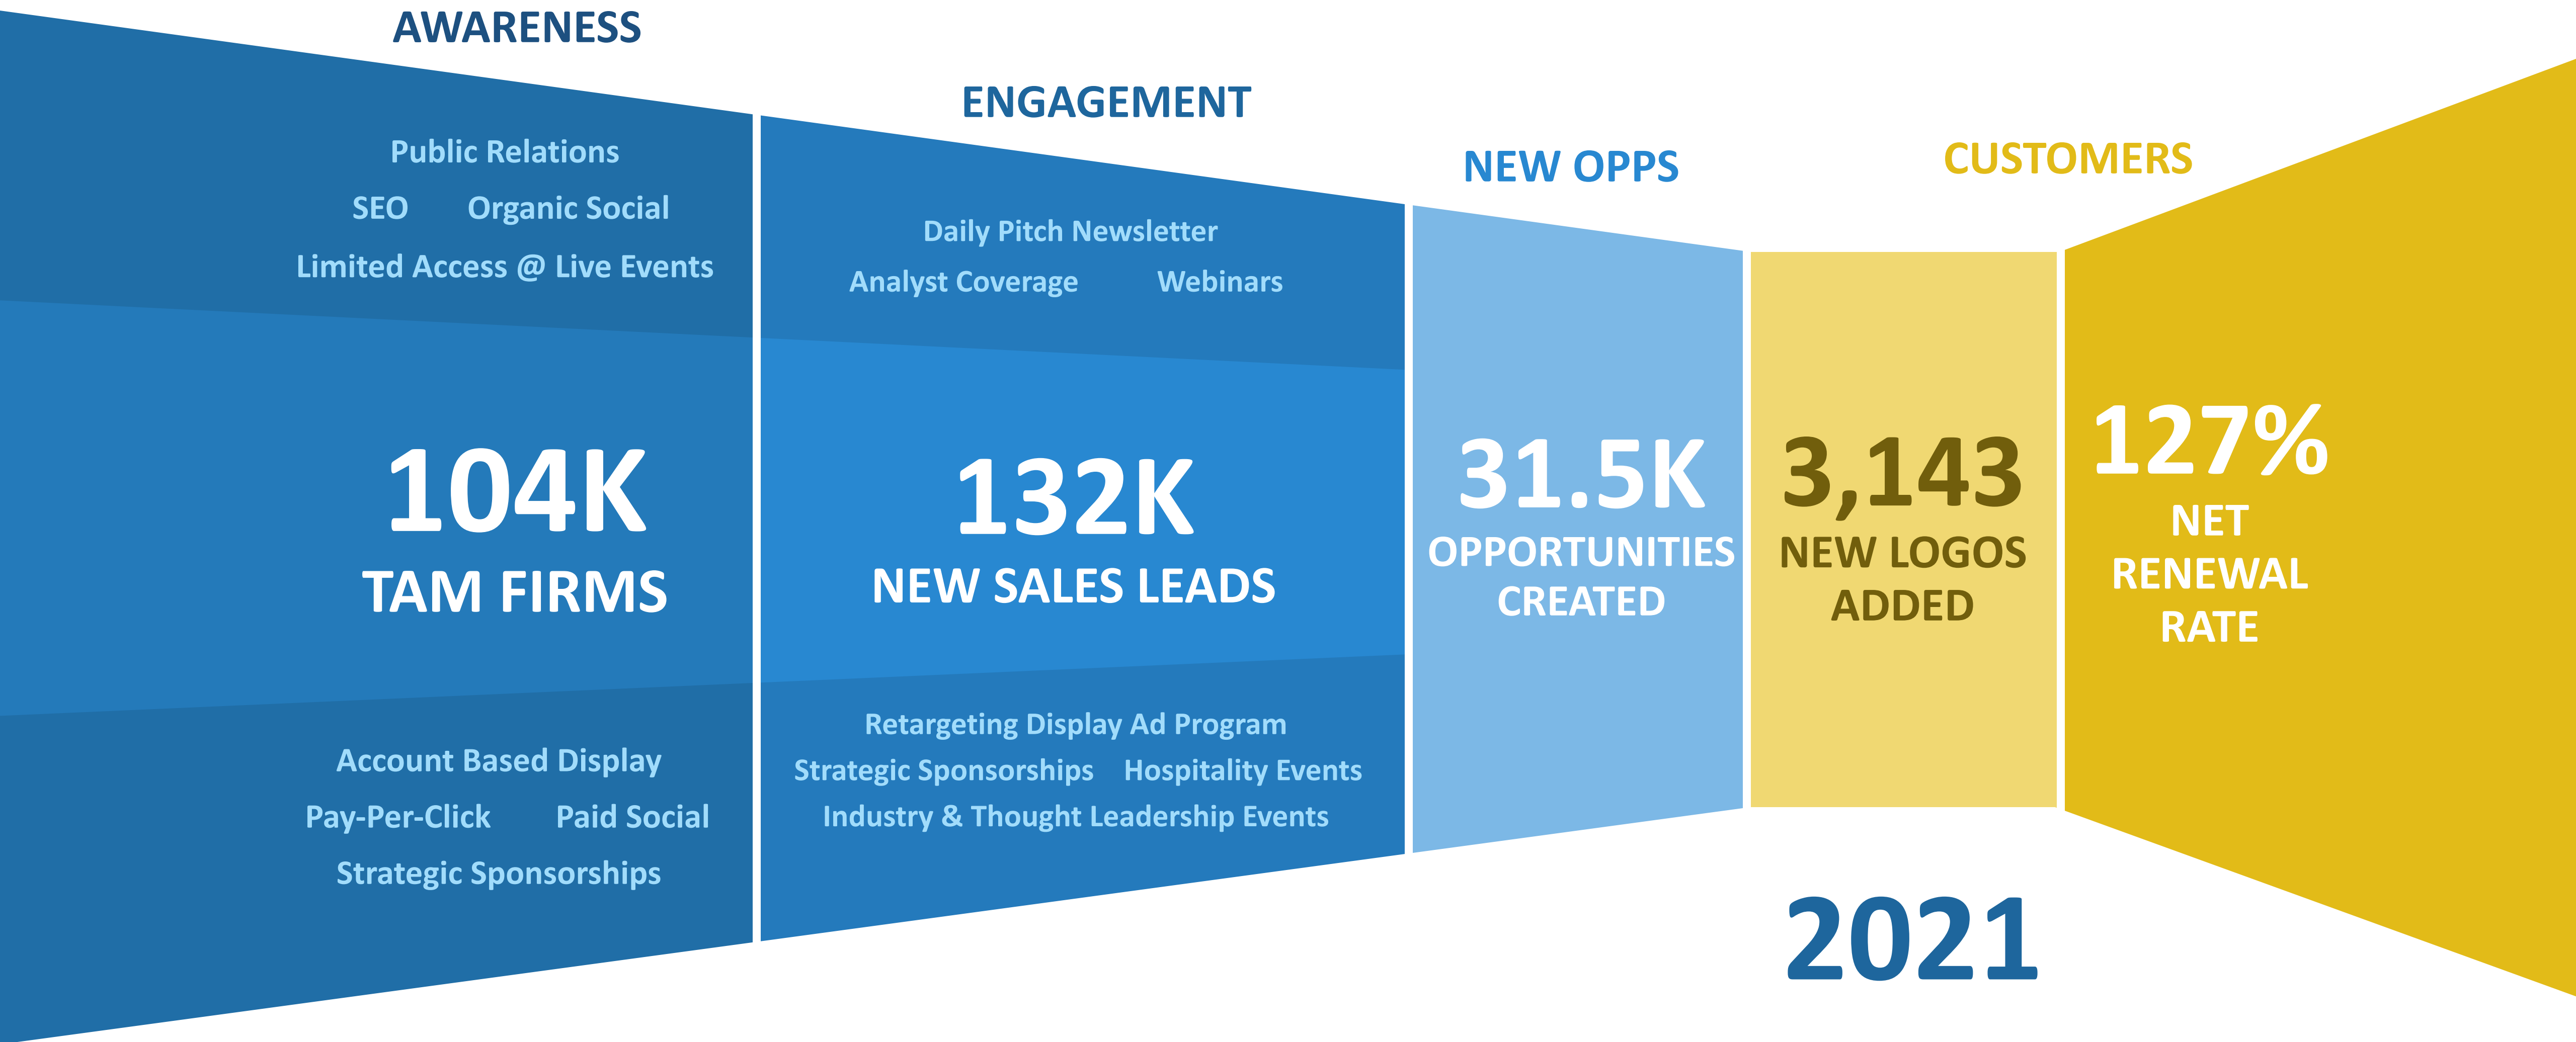 AWARENESS
Public Relations
SEO Organic Social
Limited Access @ Live Events
104K
TAM FIRMS
Account Based Display
Pay-Per-Click Paid Social
Strategic Sponsorships
ENGAGEMENT
Daily Pitch Newsletter
Analyst Coverage Webinars
132K
NEW SALES LEADS
Retargeting Display Ad Program
Strategic Sponsorships Hospitality Events
Industry & Thought Leadership Events
NEW OPPS
31.5K
OPPORTUNITIES
CREATED
CUSTOMERS
3,143
NEW LOGOS
ADDED
127%
NET
RENEWAL
RATE
2021